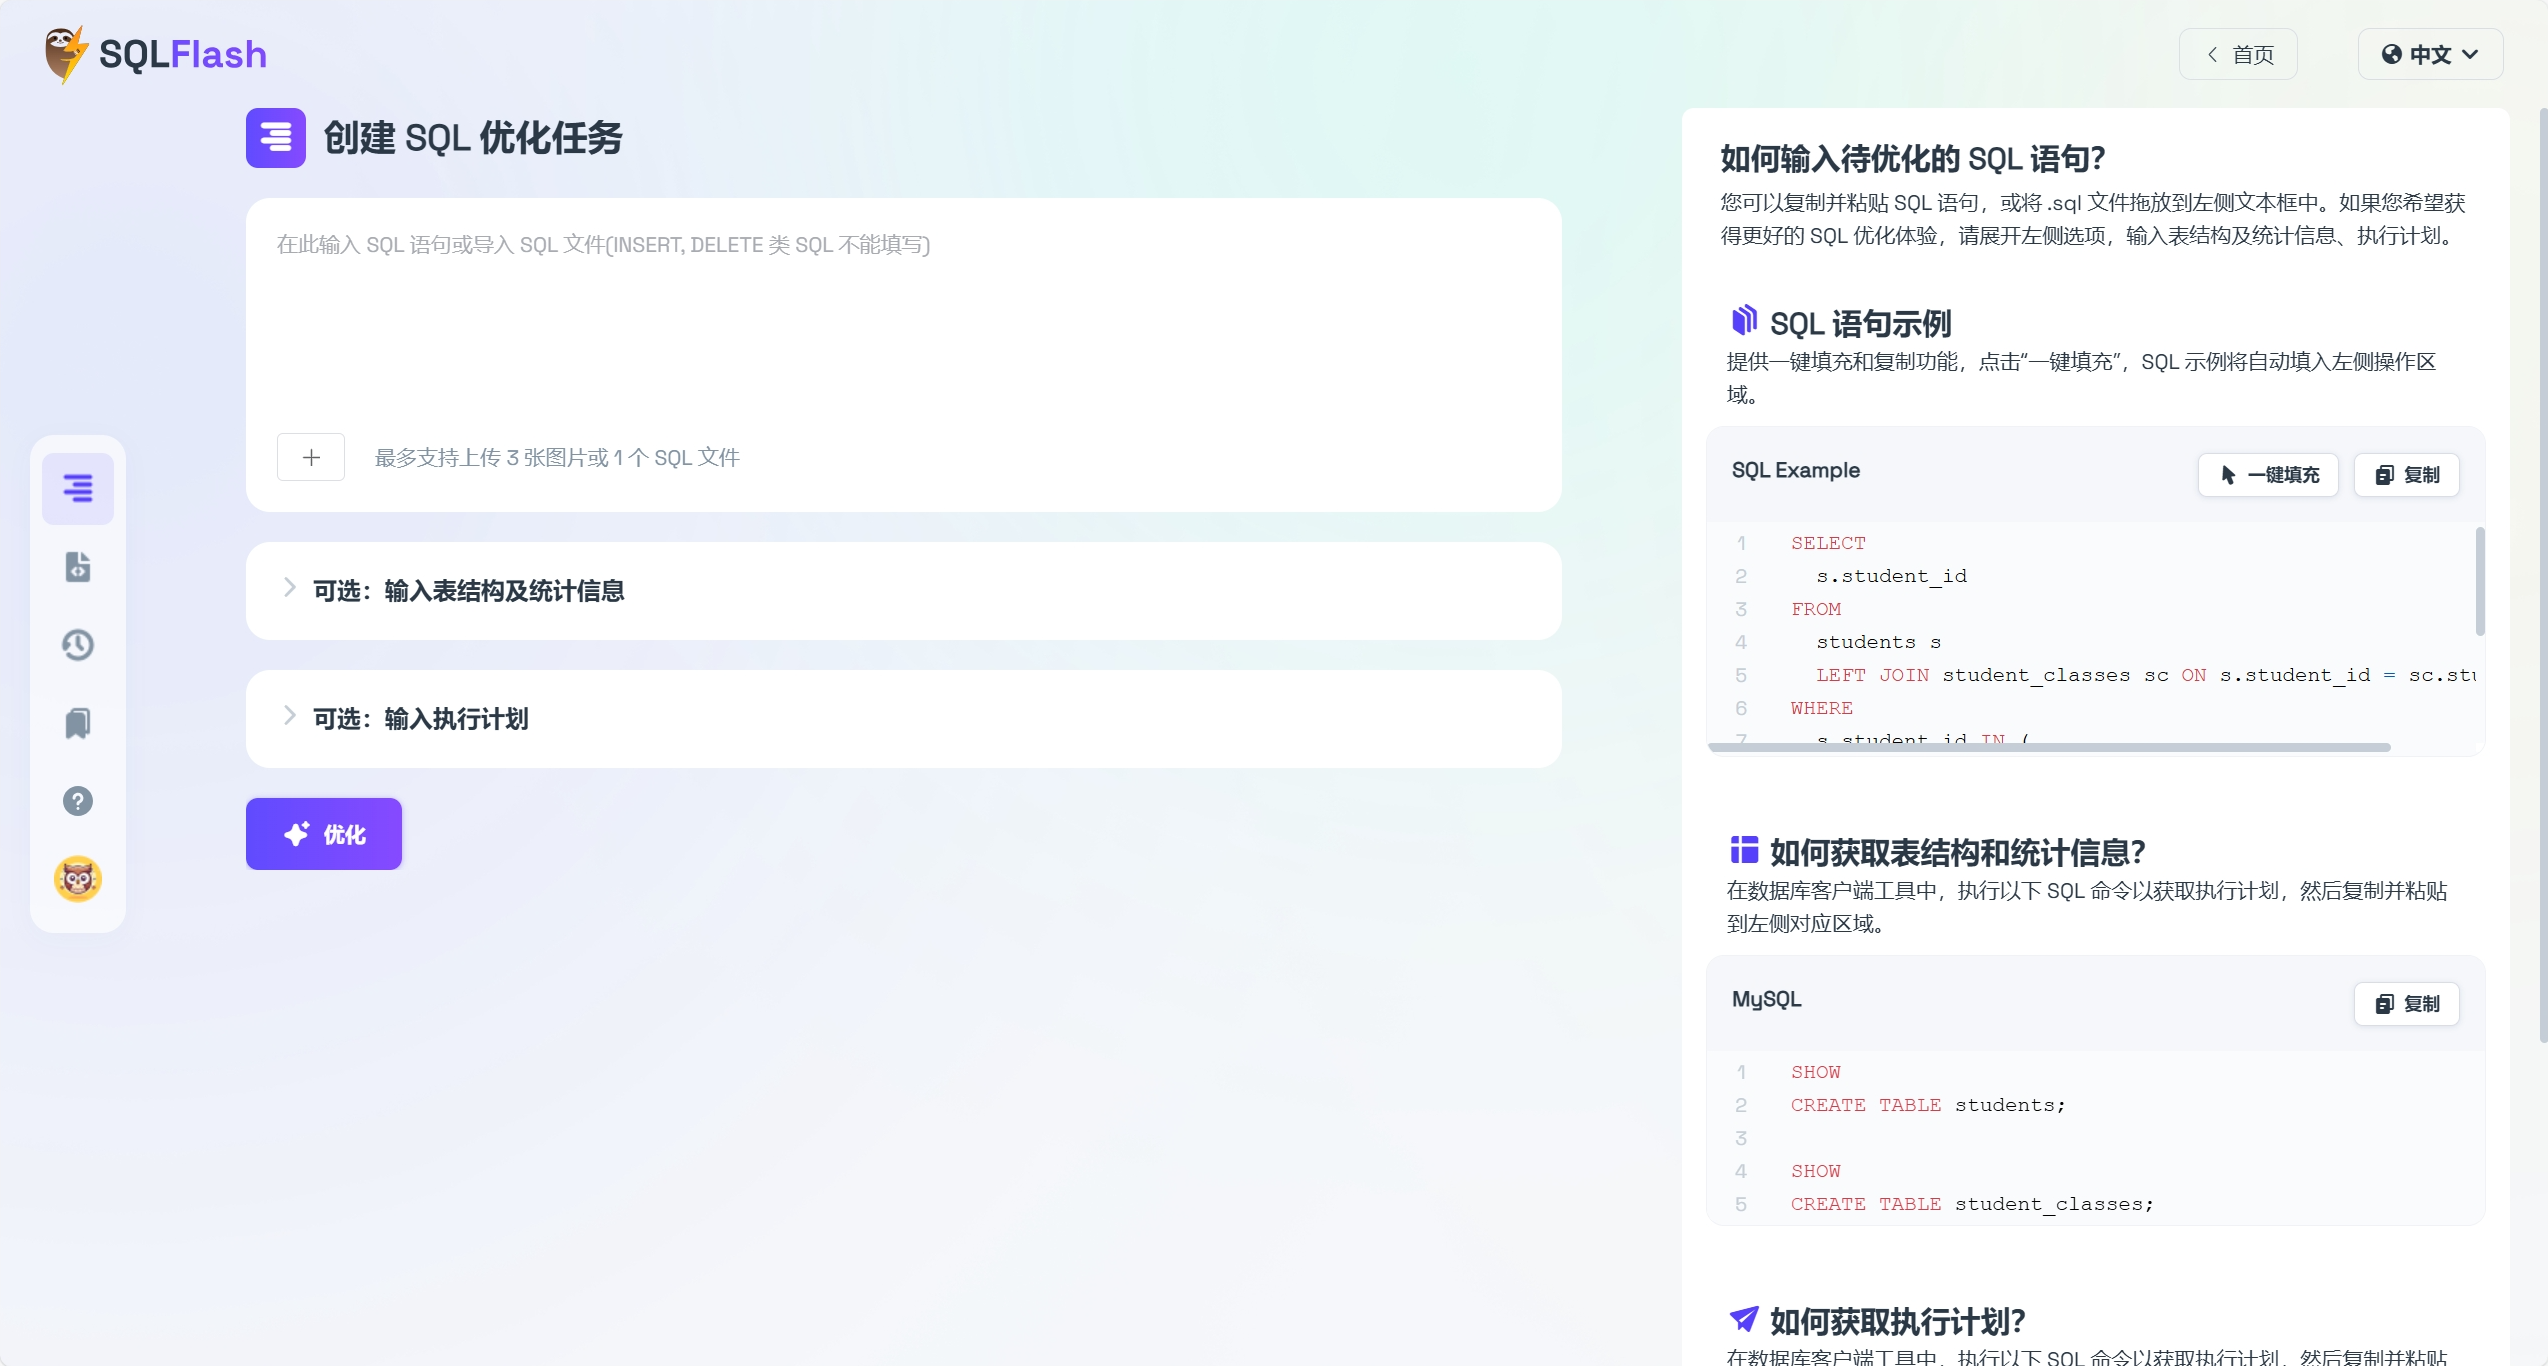 SQLFlash
首页
中文
创建 SQL 优化任务
在此输入 SQL 语句或导入 SQL 文件(INSERT, DELETE 类 SQL 不能填写)
最多支持上传 3 张图片或 1 个 SQL 文件
可选：输入表结构及统计信息
可选：输入执行计划
优化
如何输入待优化的 SQL 语句？
您可以复制并粘贴 SQL 语句，或将 .sql 文件拖放到左侧文本框中。如果您希望获
得更好的 SQL 优化体验，请展开左侧选项，输入表结构及统计信息、执行计划。
SQL 语句示例
提供一键填充和复制功能，点击“一键填充”，SQL 示例将自动填入左侧操作区
域。
SQL Example
一键填充
复制
1 SELECT
2 s.student_id
3 FROM
4 students s
5 LEFT JOIN student_classes sc ON s.student_id = sc.stu
6 WHERE
7 s.student_id IN (
如何获取表结构和统计信息？
在数据库客户端工具中，执行以下 SQL 命令以获取执行计划，然后复制并粘贴
到左侧对应区域。
MySQL
复制
1 SHOW
2 CREATE TABLE students;
3
4 SHOW
5 CREATE TABLE student_classes;
如何获取执行计划？
在数据库客户端工具中，执行以下 SQL 命令以获取执行计划，然后复制并粘贴